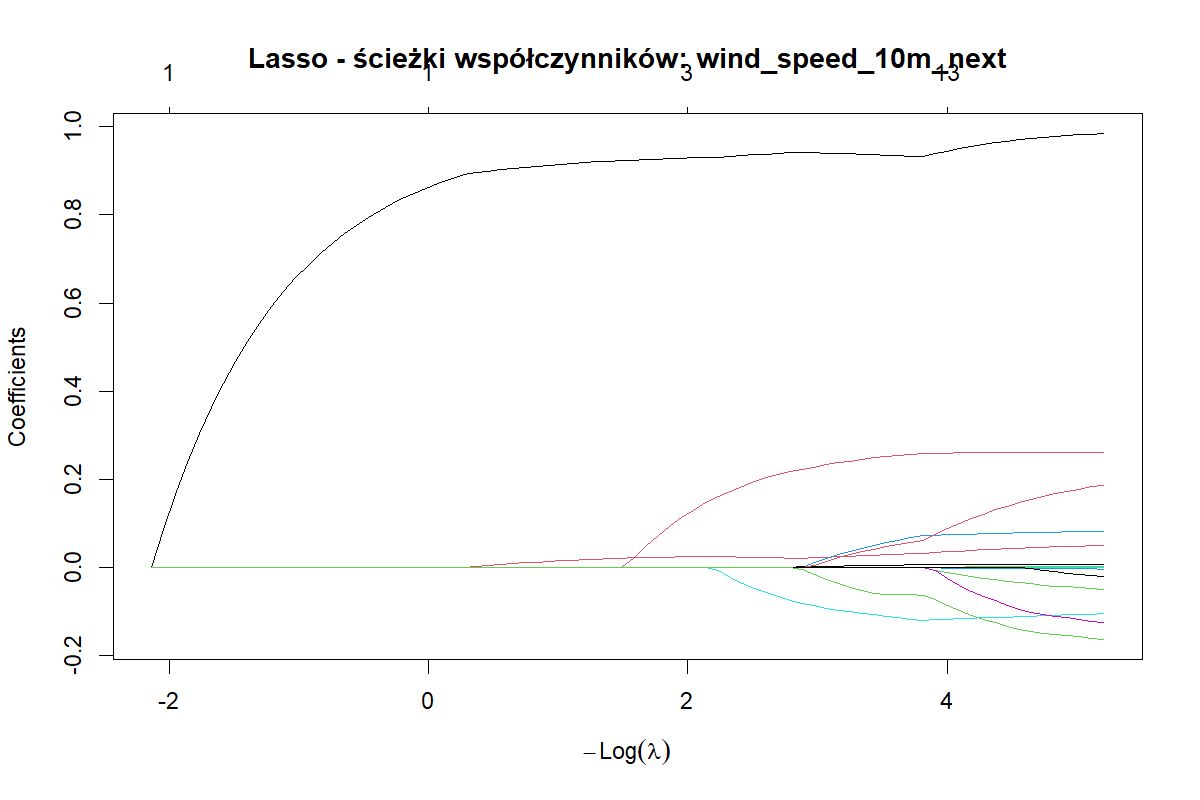 Lasso - ścieżki współczynników: wind_speed_10m_next
1 1 3 13
1.0
0.8
0.6
0.4
0.2
0.0
-0.2
Coefficients
-2 0 2 4
−Log(λ)